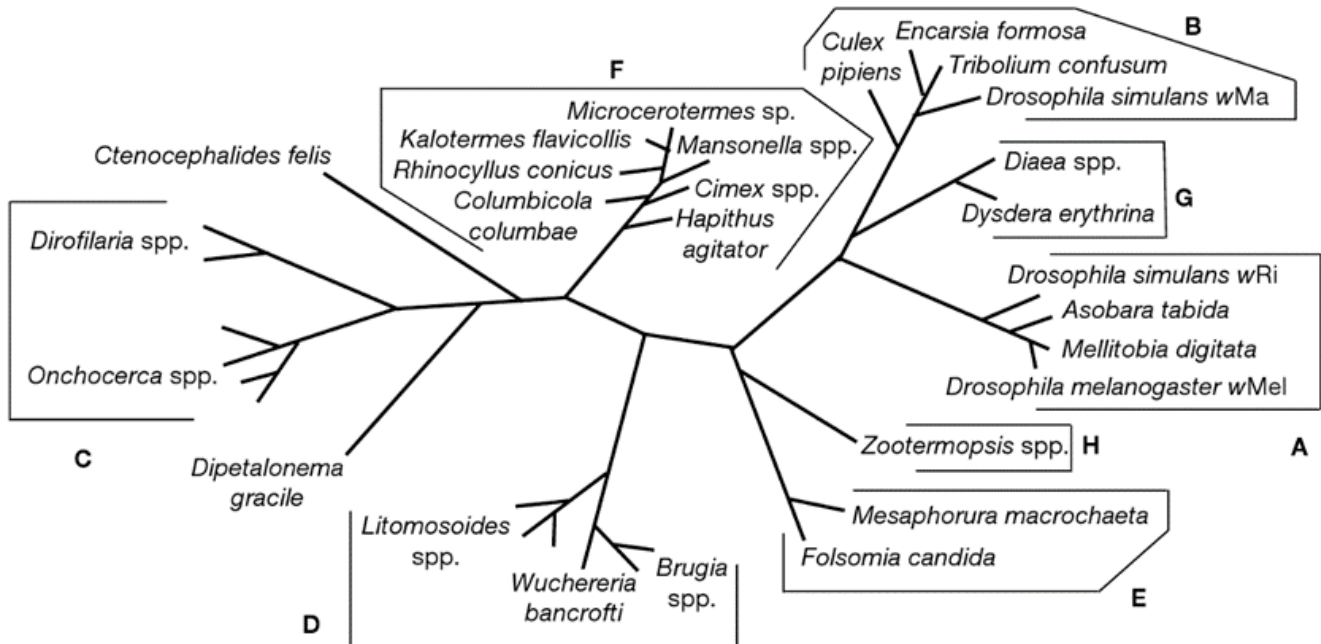 B
Encarsia formosa
Culex
pipiens
Tribolium confusum
Drosophila simulans wMa
F
Microcerotermes sp.
Kalotermes flavicollis
Mansonella spp.
Rhinocyllus conicus
Cimex spp.
Columbicola
columbae
Hapithus
agitator
Ctenocephalides felis
Diaea spp.
Dysdera erythrina
G
Dirofilaria spp.
Onchocerca spp.
C
Drosophila simulans wRi
Asobara tabida
Mellitobia digitata
Drosophila melanogaster wMel
A
Zootermopsis spp.
H
Dipetalonema
gracile
Litomosoides
spp.
Wuchereria
bancrofti
Brugia
spp.
D
Mesaphorura macrochaeta
Folsomia candida
E